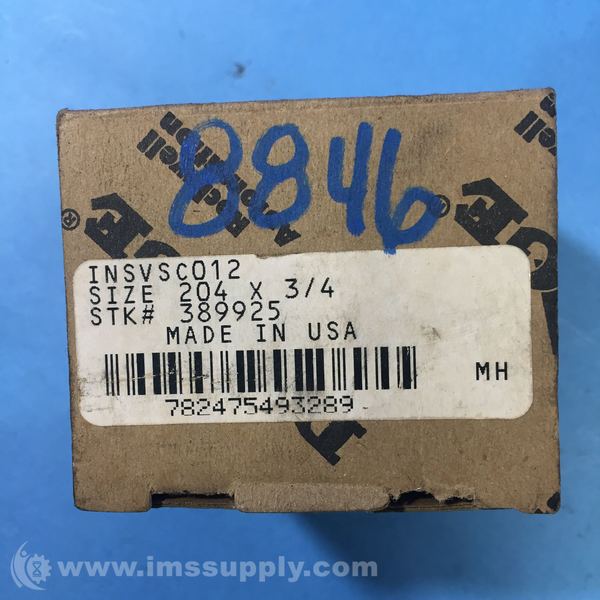 8846
INSVSC012
SIZE 204 X 3/4
STK# 389925
MADE IN USA
MH
782475493289
www.imssupply.com